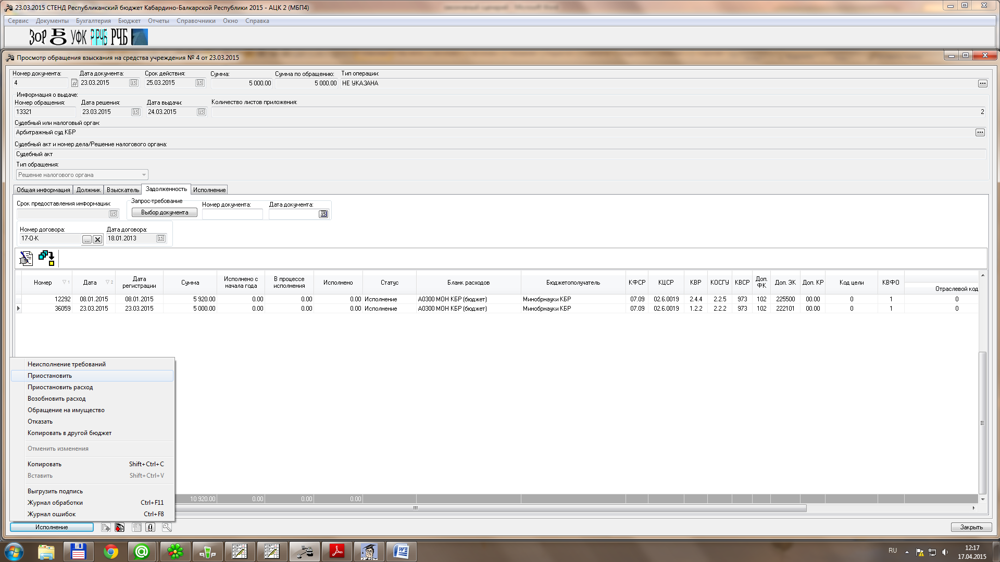 23.03.2015 СТЕНД Республиканский бюджет Кабардино-Балкарской Республики 2015 - АЦК 2 (МБП4)
Сервис Документы Бухгалтерия Бюджет Отчеты Справочники Окно Справка
ЗОР Б О УФК РРЧБ РЧБ
Просмотр обращения взыскания на средства учреждения № 4 от 23.03.2015
Номер документа: Дата документа: Срок действия: Сумма: Сумма по обращению: Тип операции:
4 # 23.03.2015 15 25.03.2015 15 5 000.00 5 000.00 НЕ УКАЗАНА ...
Информация о выдаче:
Номер обращения: Дата решения: Дата выдачи: Количество листов приложения:
13321 23.03.2015 15 24.03.2015 15 2
Судебный или налоговый орган:
Арбитражный суд КБР ...
Судебный акт и номер дела/Решение налогового органа:
Судебный акт
Тип обращения:
Решение налогового органа
Общая информация Должник Взыскатель Задолженность Исполнение
Срок предоставления информации: Запрос-требование Номер документа: Дата документа:
15 Выбор документа 15
Номер договора: Дата договора:
17-О-К ... 18.01.2013 15
Номер 1 Дата 2 Дата регистрации Сумма Исполнено с начала года В процессе исполнения Исполнено Статус Бланк расходов Бюджетополучатель КФСР КЦСР КВР КОСГУ КВСР Доп. ФК Доп. ЭК Доп. КР Код цели КВФО Отраслевой код
12292 08.01.2015 08.01.2015 5 920.00 0.00 0.00 0.00 Исполнение А0300 МОН КБР (бюджет) Минобрнауки КБР 07.09 02.6.0019 2.4.4 2.2.5 973 102 225500 00.00 0 1 0
36059 23.03.2015 23.03.2015 5 000.00 0.00 0.00 0.00 Исполнение А0300 МОН КБР (бюджет) Минобрнауки КБР 07.09 02.6.0019 1.2.2 2.2.2 973 102 222101 00.00 0 1 0
Неисполнение требований
Приостановить
Приостановить расход
Возобновить расход
Обращение на имущество
Отказать
Копировать в другой бюджет
Отменить изменения
Копировать Shift+Ctrl+C
Вставить Shift+Ctrl+V
Выгрузить подпись
Журнал обработки Ctrl+F11
Журнал ошибок Ctrl+F8
10 920.00 0.00 0.00 0.00
Исполнение Закрыть
RU 12:17
17.04.2015